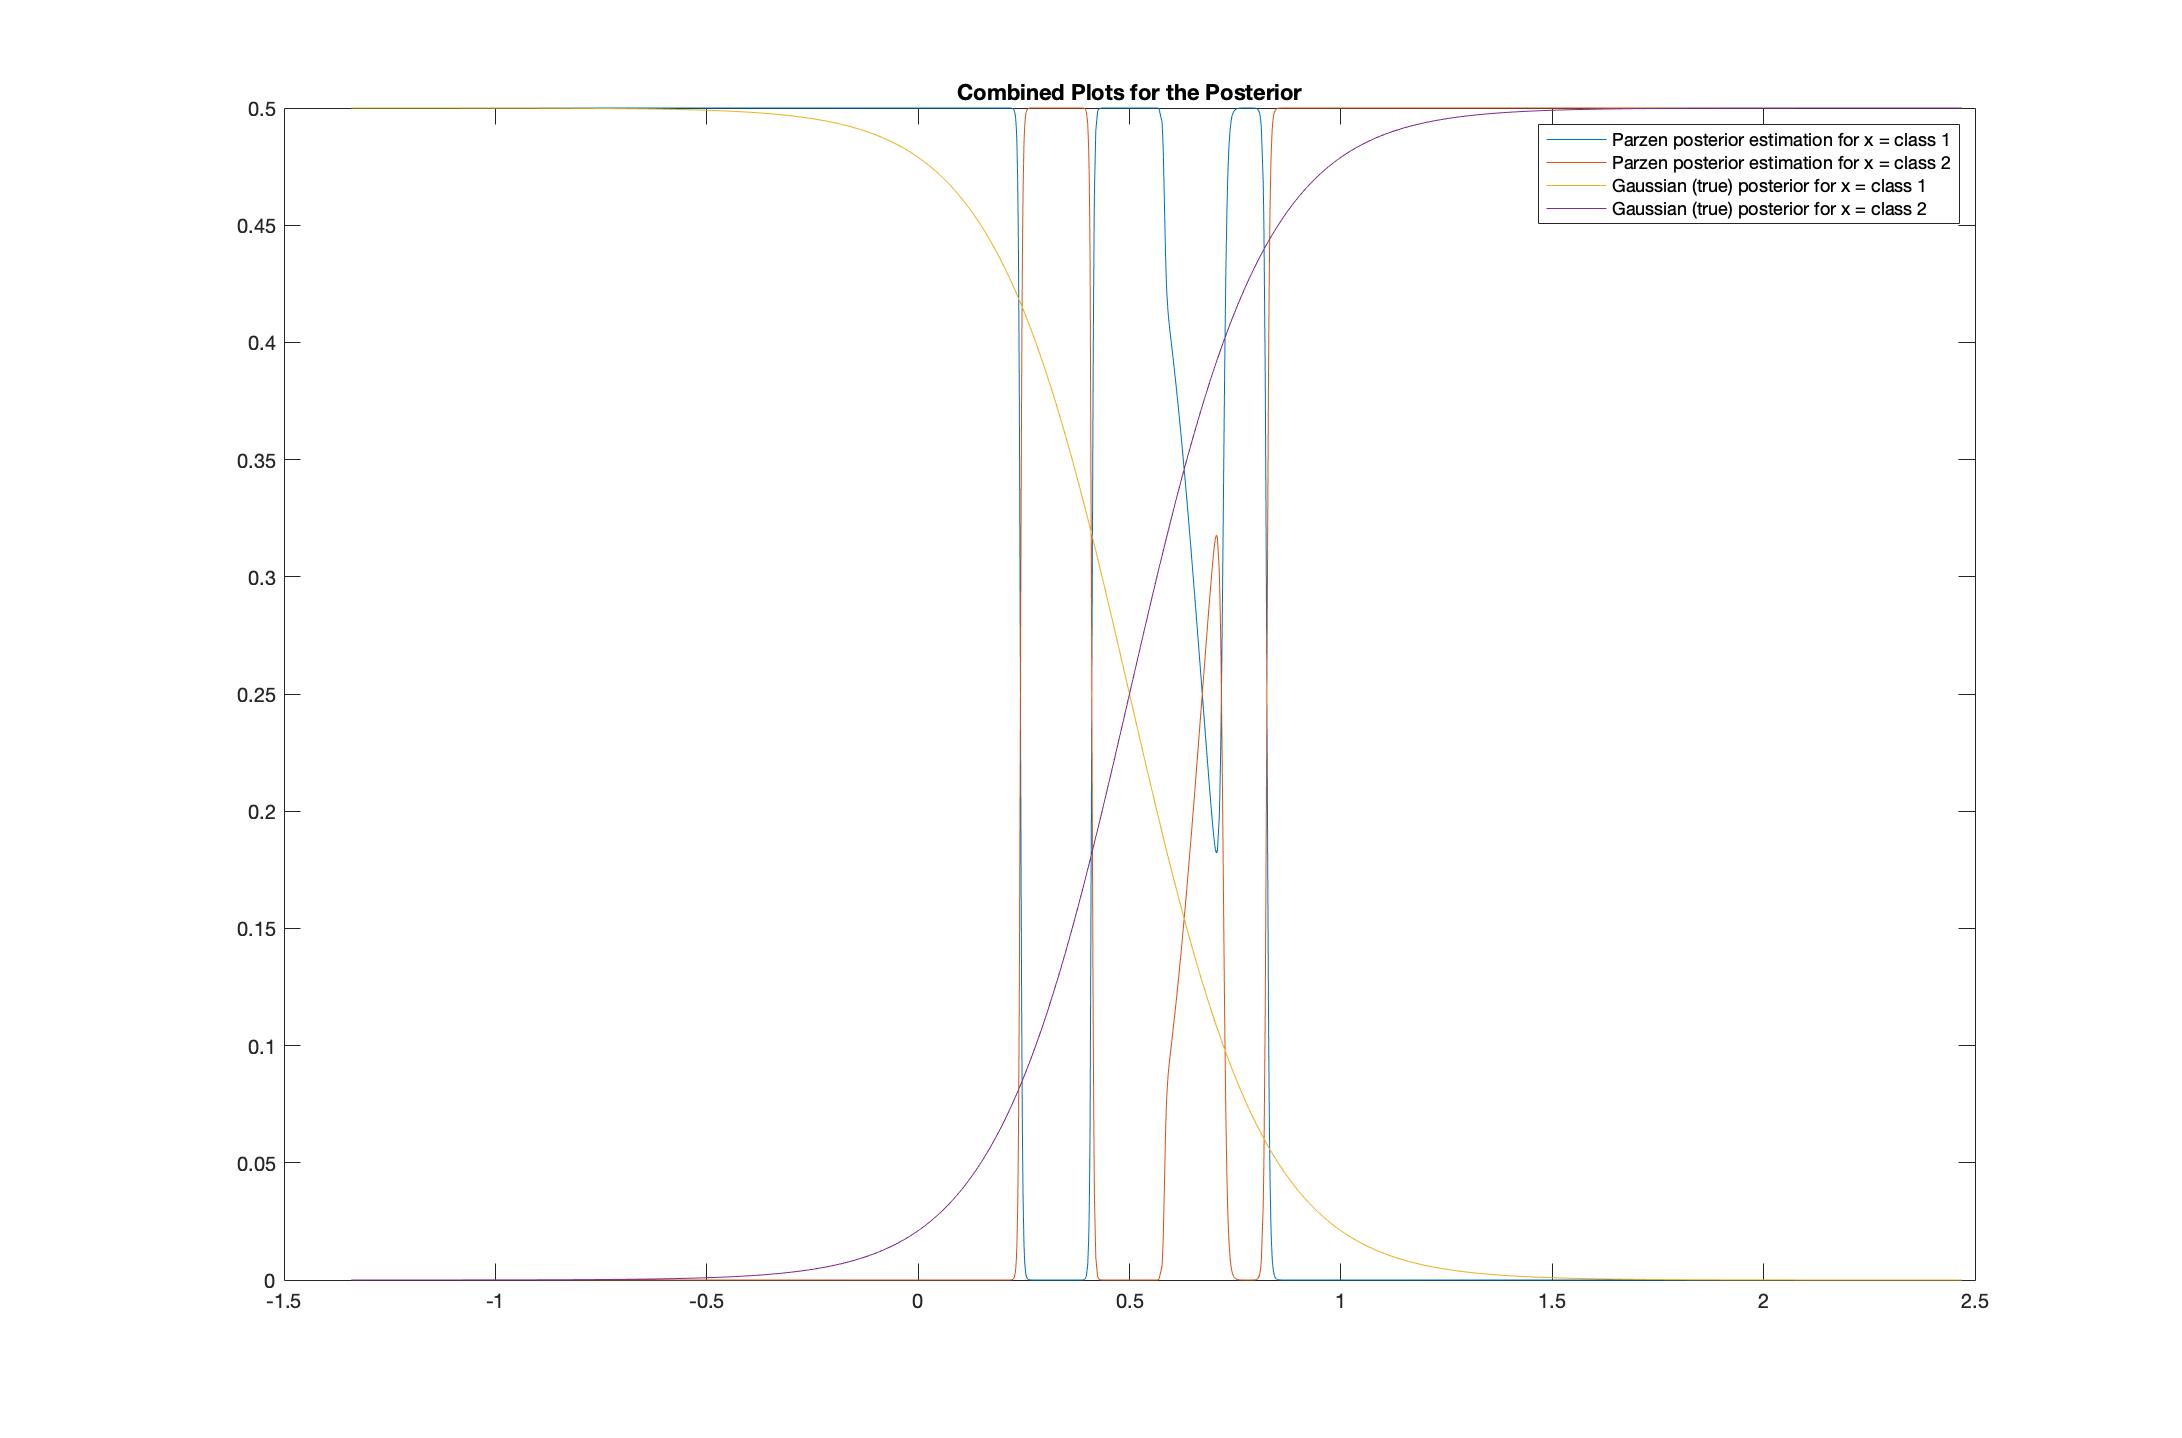 Combined Plots for the Posterior
0.5
0.45
0.4
0.35
0.3
0.25
0.2
0.15
0.1
0.05
0
Parzen posterior estimation for x = class 1
Parzen posterior estimation for x = class 2
Gaussian (true) posterior for x = class 1
Gaussian (true) posterior for x = class 2
-1.5 -1 -0.5 0 0.5 1 1.5 2 2.5